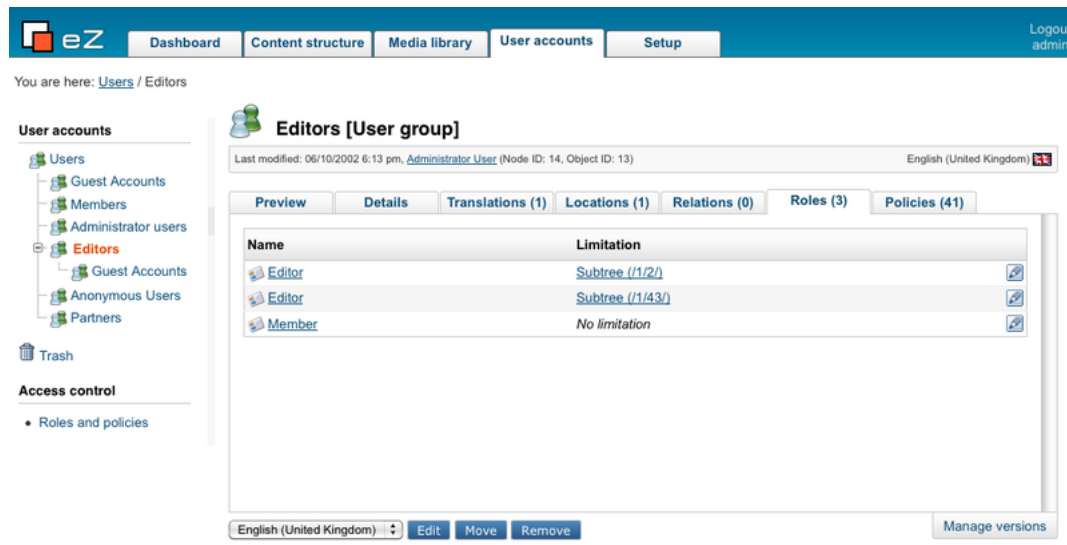 eZ
Dashboard
Content structure
Media library
User accounts
Setup
Logou
admin
You are here: Users / Editors
User accounts
Users
Guest Accounts
Members
Administrator users
Editors
Guest Accounts
Anonymous Users
Partners
Trash
Access control
• Roles and policies
Editors [User group]
Last modified: 06/10/2002 6:13 pm, Administrator User (Node ID: 14, Object ID: 13)
English (United Kingdom)
Preview
Details
Translations (1)
Locations (1)
Relations (0)
Roles (3)
Policies (41)
Name Limitation
Editor Subtree (/1/2/)
Editor Subtree (/1/43/)
Member No limitation
English (United Kingdom)
Edit
Move
Remove
Manage versions